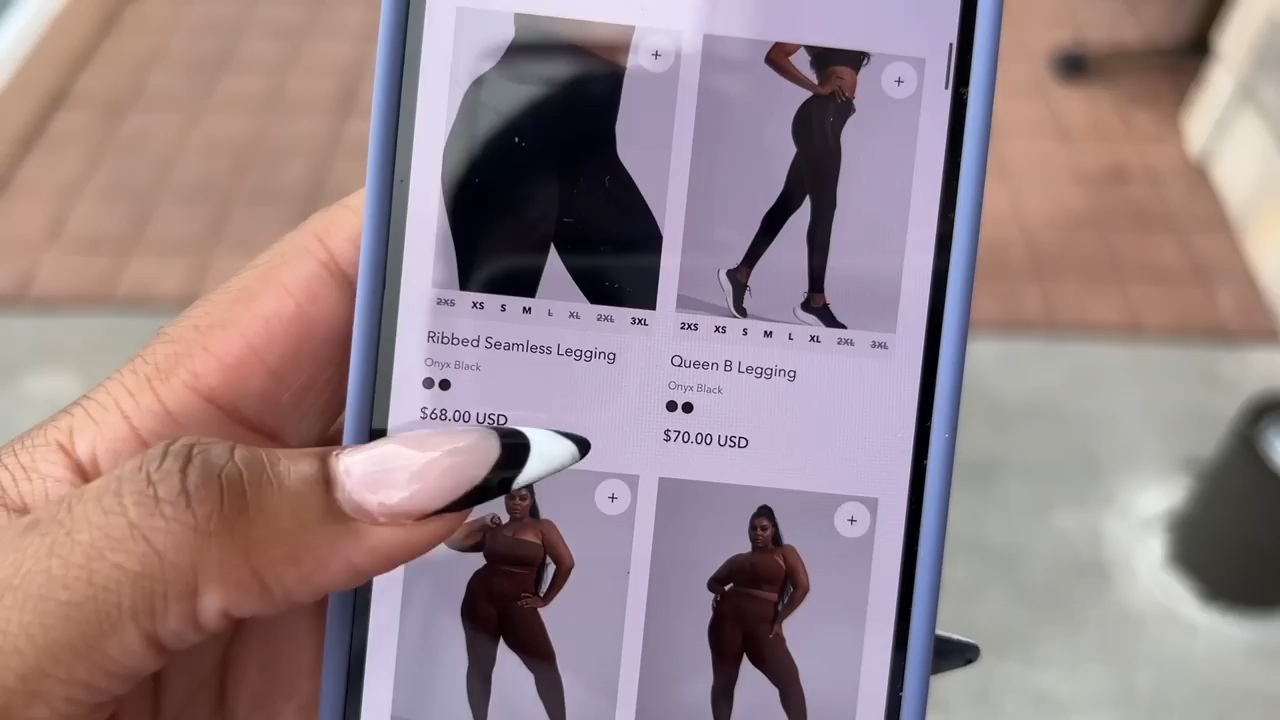 2XS XS S M L XL 2XL 3XL
Ribbed Seamless Legging
Onyx Black
$68.00 USD
2XS XS S M L XL 2XL 3XL
Queen B Legging
Onyx Black
$70.00 USD